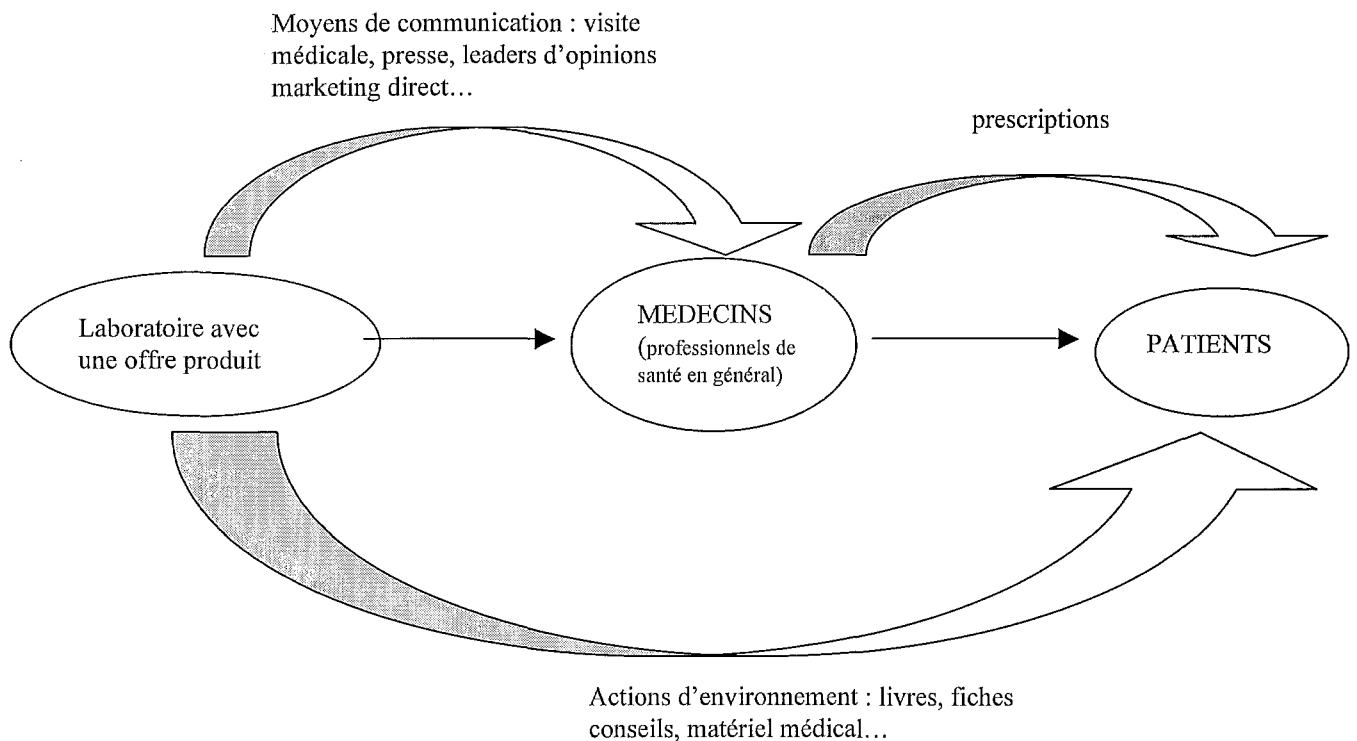 Moyens de communication : visite
médicale, presse, leaders d'opinions
marketing direct…
prescriptions
Laboratoire avec
une offre produit
MEDECINS
(professionnels de
santé en général)
PATIENTS
Actions d'environnement : livres, fiches
conseils, matériel médical…